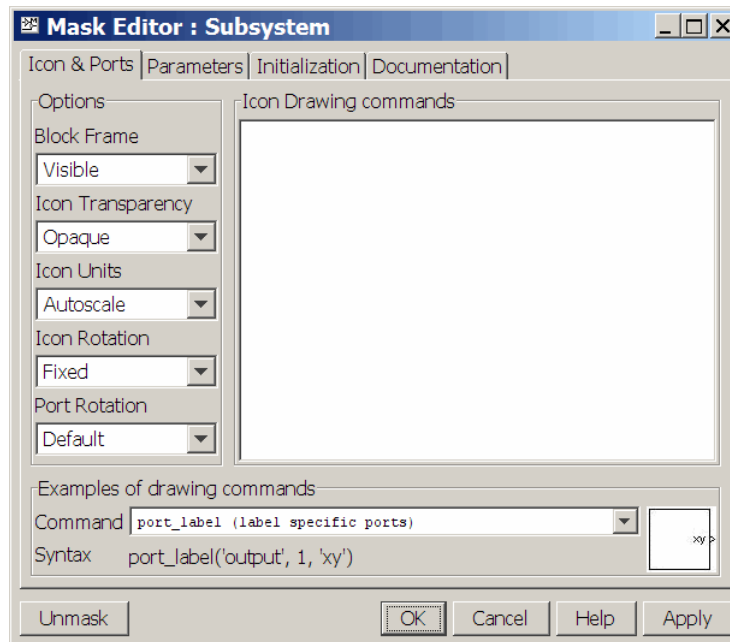 Mask Editor : Subsystem
Icon & Ports Parameters Initialization Documentation
Options
Icon Drawing commands
Block Frame
Visible
Icon Transparency
Opaque
Icon Units
Autoscale
Icon Rotation
Fixed
Port Rotation
Default
Examples of drawing commands
Command port_label (label specific ports)
xy
Syntax port_label('output', 1, 'xy')
Unmask OK Cancel Help Apply